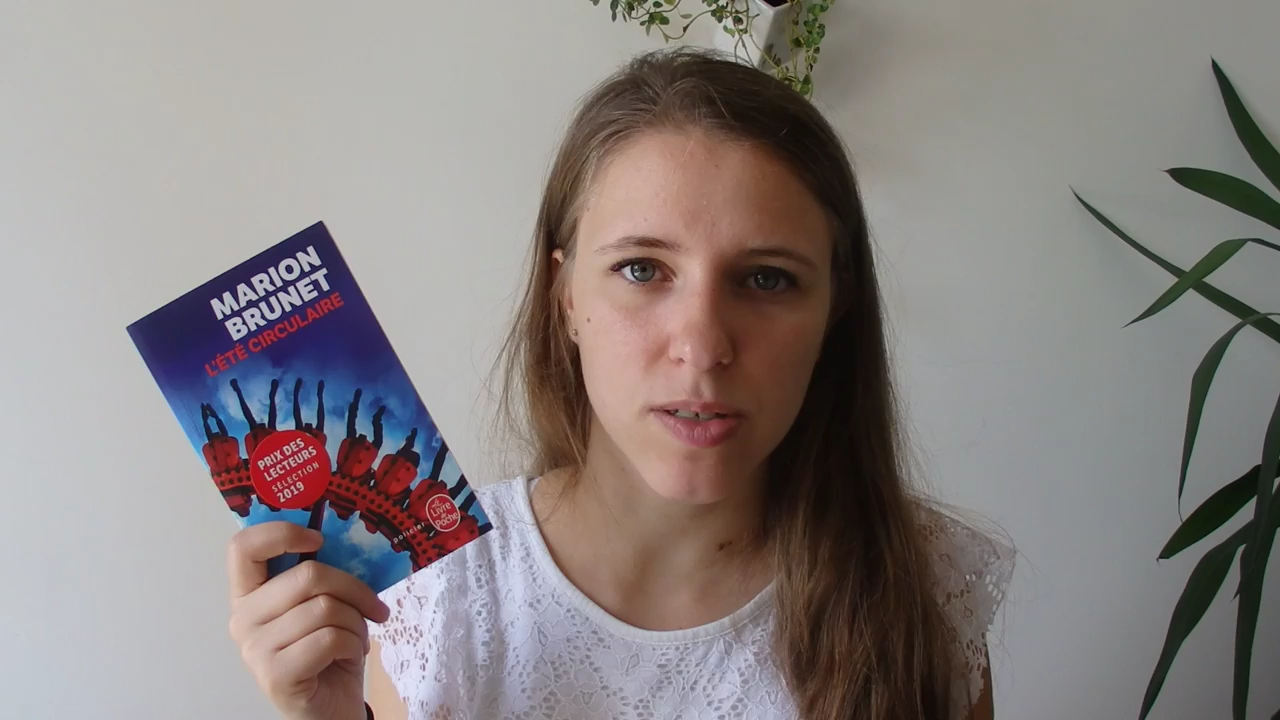 MARION
BRUNET
L'ÉTÉ CIRCULAIRE
PRIX DES
LECTEURS
SÉLECTION
2019
policier
Le
Livre
de
Poche